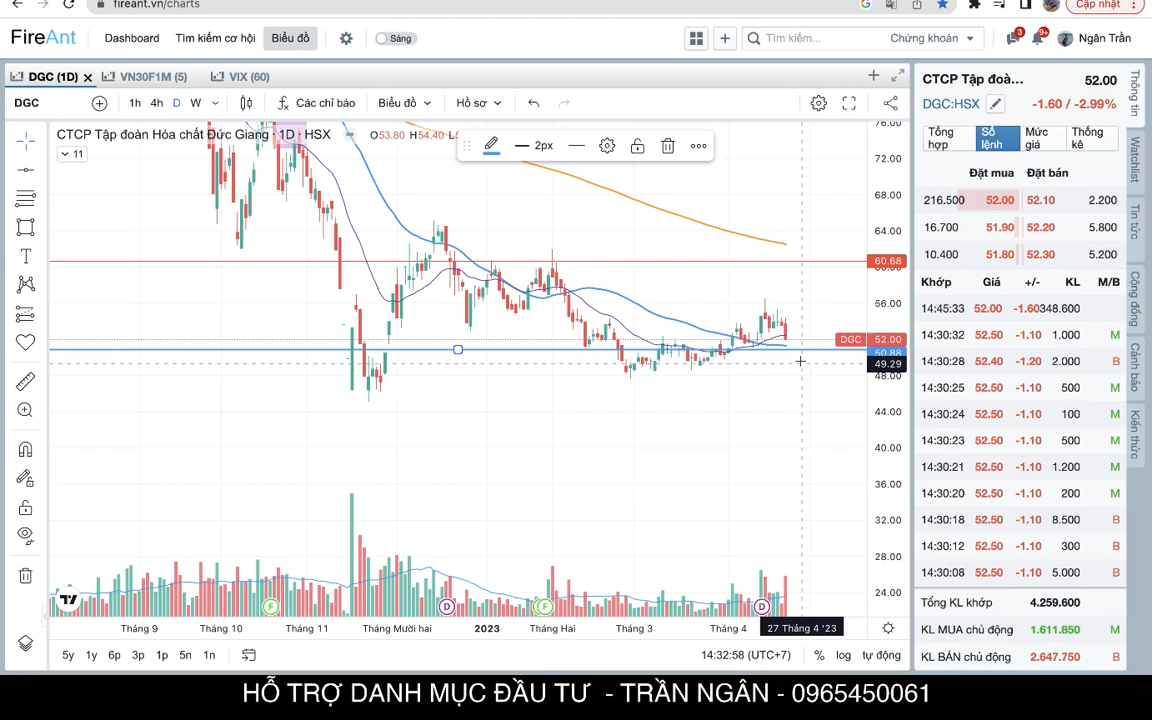 fireant.vn/charts
Cập nhật
FireAnt
Dashboard
Tìm kiếm cơ hội
Biểu đồ
Sáng
Tìm kiếm...
Chứng khoán
3
9+
Ngân Trần
DGC (1D)
VN30F1M (5)
VIX (60)
DGC
1h
4h
D
W
Các chỉ báo
Biểu đồ
Hồ sơ
CTCP Tập đoàn Hóa chất Đức Giang · 1D · HSX
O53.80 H54.40
11
2px
76.00
72.00
68.00
64.00
60.68
60.00
56.00
DGC 52.00
50.88
49.29
48.00
44.00
40.00
36.00
32.00
28.00
24.00
F
D
F
D
Tháng 9
Tháng 10
Tháng 11
Tháng Mười hai
2023
Tháng Hai
Tháng 3
Tháng 4
27 Tháng 4 '23
5y
1y
6p
3p
1p
5n
1n
14:32:58 (UTC+7)
%
log
tự động
CTCP Tập đoà...
52.00
DGC:HSX
-1.60 / -2.99%
Tổng hợp
Sổ lệnh
Mức giá
Thống kê
Đặt mua Đặt bán
216.500 52.00 52.10 2.200
16.700 51.90 52.20 5.800
10.400 51.80 52.30 5.200
Khớp Giá +/- KL M/B
14:45:33 52.00 -1.60 348.600
14:30:32 52.50 -1.10 1.000 M
14:30:28 52.40 -1.20 2.000 B
14:30:25 52.50 -1.10 500 M
14:30:24 52.50 -1.10 100 M
14:30:23 52.50 -1.10 500 M
14:30:21 52.50 -1.10 1.200 M
14:30:20 52.50 -1.10 200 M
14:30:18 52.50 -1.10 8.500 B
14:30:12 52.50 -1.10 300 B
14:30:08 52.50 -1.10 5.000 B
Tổng KL khớp 4.259.600
KL MUA chủ động 1.611.850 M
KL BÁN chủ động 2.647.750 B
Thông tin
Watchlist
Tin tức
Cộng đồng
Cảnh báo
Kiến thức
HỖ TRỢ DANH MỤC ĐẦU TƯ - TRẦN NGÂN - 0965450061